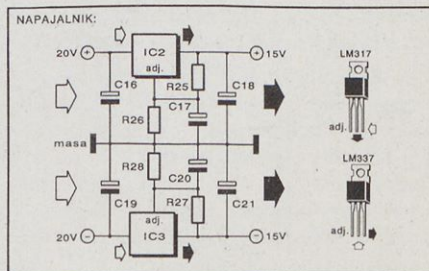 NAPAJALNIK:
20V + IC2 + 15V
adj.
C16 R25 C18
C17
R26
masa
R28
C20
C19 R27 C21
adj.
20V − IC3 − 15V
LM317
adj.
LM337
adj.